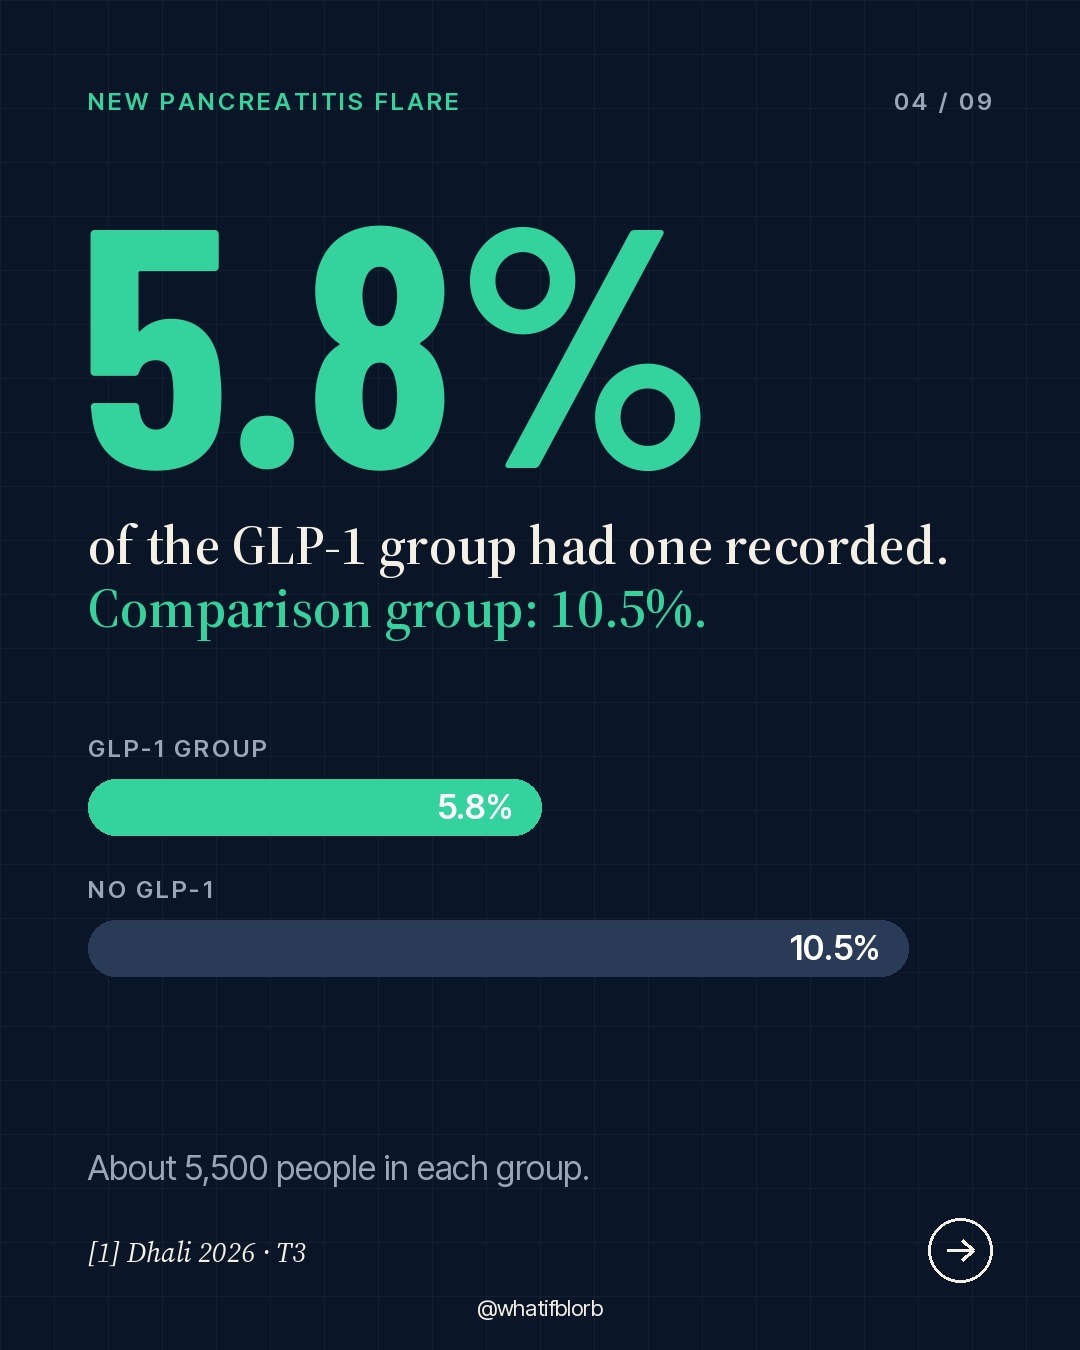 NEW PANCREATITIS FLARE
04 / 09
5.8%
of the GLP-1 group had one recorded.
Comparison group: 10.5%.
GLP-1 GROUP
5.8%
NO GLP-1
10.5%
About 5,500 people in each group.
[1] Dhali 2026 · T3
@whatifblorb